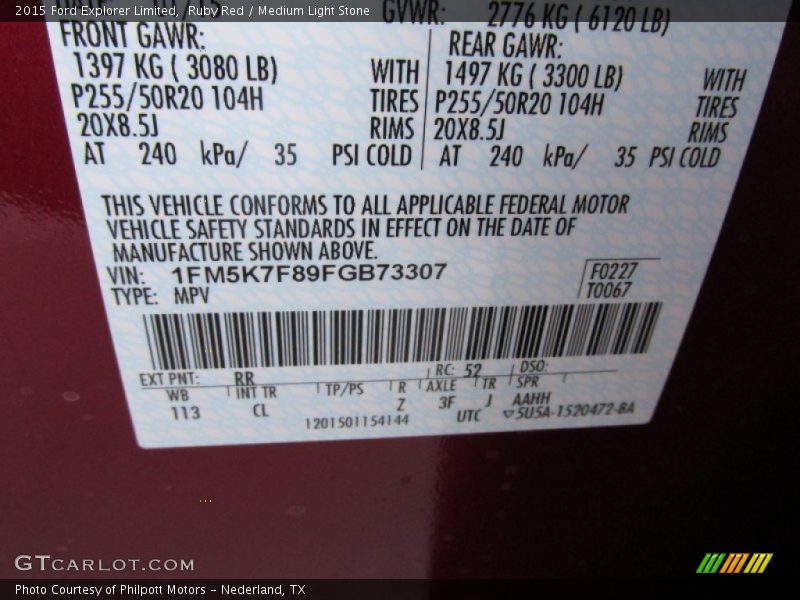 2015 Ford Explorer Limited, Ruby Red / Medium Light Stone
GVWR: 2776 KG ( 6120 LB)
FRONT GAWR: REAR GAWR:
1397 KG ( 3080 LB) WITH 1497 KG ( 3300 LB) WITH
P255/50R20 104H TIRES P255/50R20 104H TIRES
20X8.5J RIMS 20X8.5J RIMS
AT 240 kPa/ 35 PSI COLD AT 240 kPa/ 35 PSI COLD
THIS VEHICLE CONFORMS TO ALL APPLICABLE FEDERAL MOTOR
VEHICLE SAFETY STANDARDS IN EFFECT ON THE DATE OF
MANUFACTURE SHOWN ABOVE.
VIN: 1FM5K7F89FGB73307 F0227
TYPE: MPV T0067
EXT PNT: RR RC: 52 DSO:
WB INT TR TP/PS R AXLE TR SPR
113 CL Z 3F J AAHH
1201501154144 UTC ▽5U5A-1520472-BA
GTCARLOT.COM
Photo Courtesy of Philpott Motors - Nederland, TX